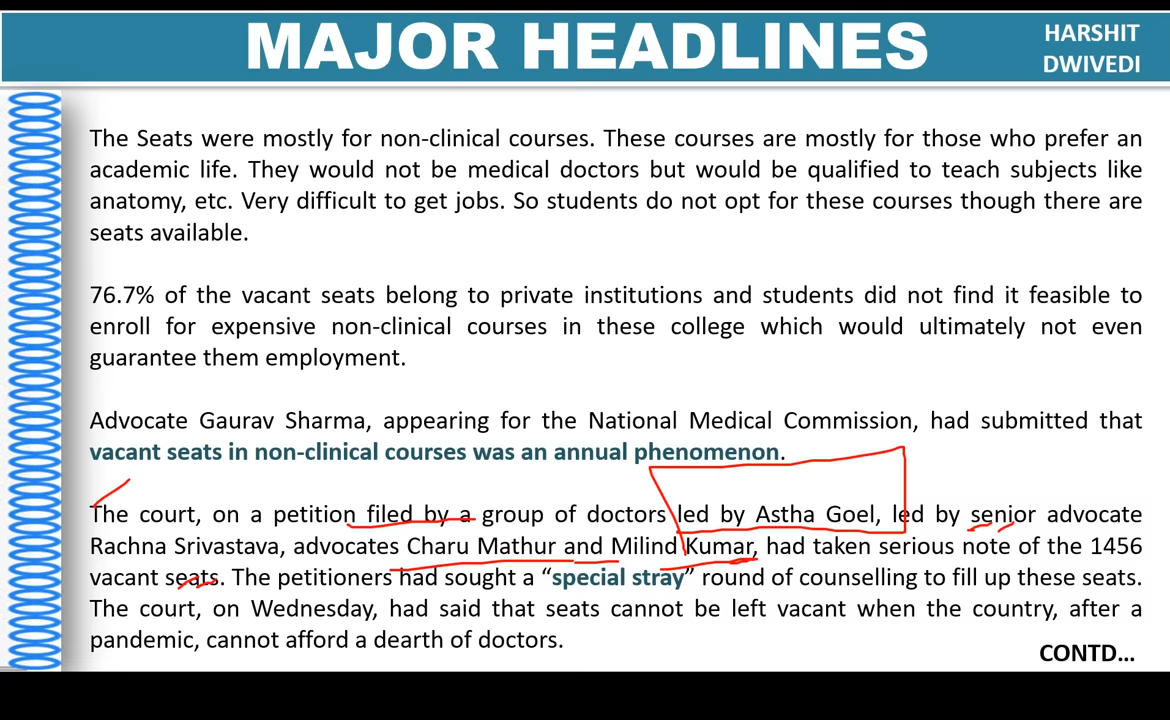 MAJOR HEADLINES
HARSHIT
DWIVEDI
The Seats were mostly for non-clinical courses. These courses are mostly for those who prefer an
academic life. They would not be medical doctors but would be qualified to teach subjects like
anatomy, etc. Very difficult to get jobs. So students do not opt for these courses though there are
seats available.
76.7% of the vacant seats belong to private institutions and students did not find it feasible to
enroll for expensive non-clinical courses in these college which would ultimately not even
guarantee them employment.
Advocate Gaurav Sharma, appearing for the National Medical Commission, had submitted that
vacant seats in non-clinical courses was an annual phenomenon.
The court, on a petition filed by a group of doctors led by Astha Goel, led by senior advocate
Rachna Srivastava, advocates Charu Mathur and Milind Kumar, had taken serious note of the 1456
vacant seats. The petitioners had sought a “special stray” round of counselling to fill up these seats.
The court, on Wednesday, had said that seats cannot be left vacant when the country, after a
pandemic, cannot afford a dearth of doctors.
CONTD...